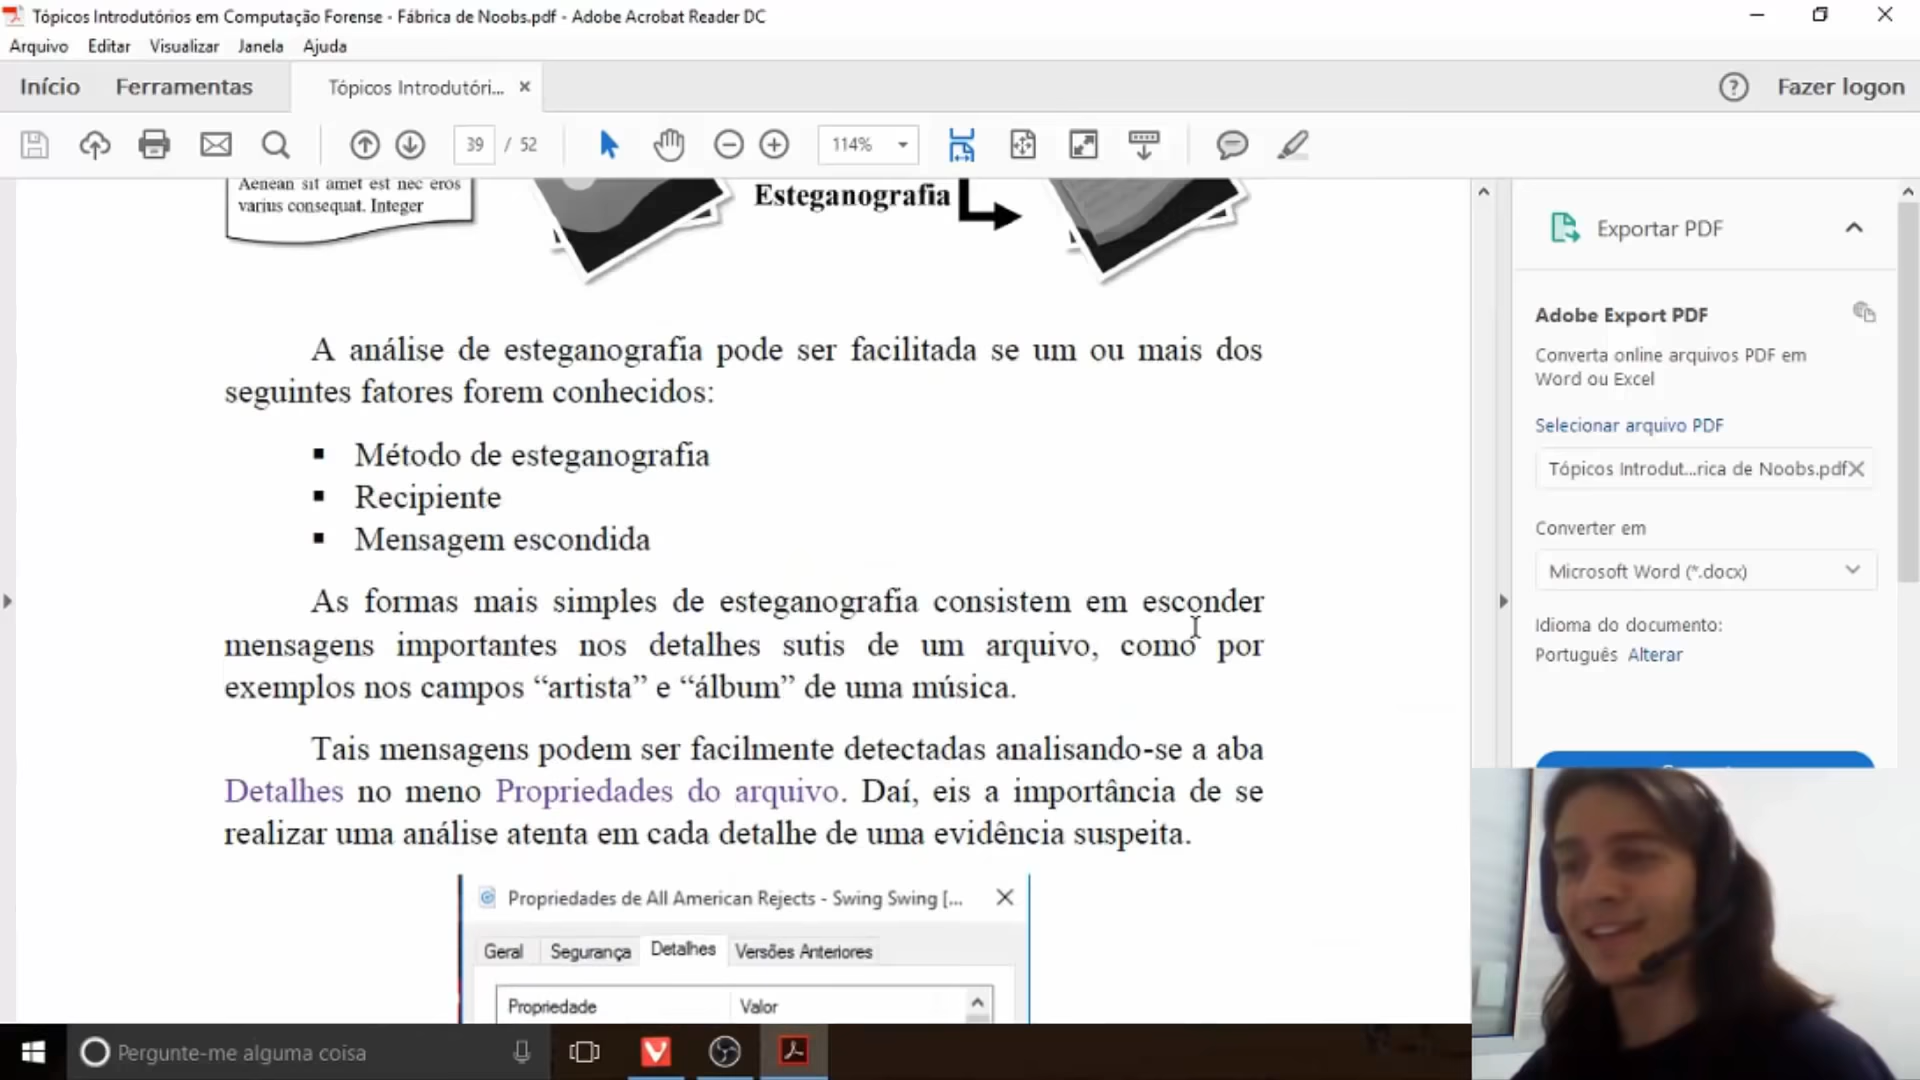 Tópicos Introdutórios em Computação Forense - Fábrica de Noobs.pdf - Adobe Acrobat Reader DC
Arquivo Editar Visualizar Janela Ajuda
Início Ferramentas Tópicos Introdutóri... × ? Fazer logon
39 / 52 114%
Aenean sit amet est nec eros
varius consequat. Integer
Esteganografia
A análise de esteganografia pode ser facilitada se um ou mais dos
seguintes fatores forem conhecidos:
▪ Método de esteganografia
▪ Recipiente
▪ Mensagem escondida
As formas mais simples de esteganografia consistem em esconder
mensagens importantes nos detalhes sutis de um arquivo, como por
exemplos nos campos “artista” e “álbum” de uma música.
Tais mensagens podem ser facilmente detectadas analisando-se a aba
Detalhes no meno Propriedades do arquivo. Daí, eis a importância de se
realizar uma análise atenta em cada detalhe de uma evidência suspeita.
Propriedades de All American Rejects - Swing Swing [...
Geral Segurança Detalhes Versões Anteriores
Propriedade Valor
Exportar PDF
Adobe Export PDF
Converta online arquivos PDF em
Word ou Excel
Selecionar arquivo PDF
Tópicos Introdut...rica de Noobs.pdf
Converter em
Microsoft Word (*.docx)
Idioma do documento:
Português Alterar
Pergunte-me alguma coisa